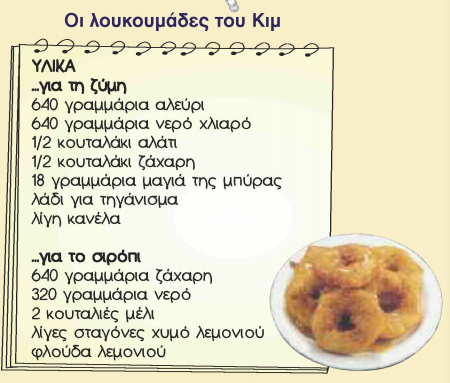 Οι λουκουμάδες του Κιμ
ΥΛΙΚΑ
...για τη ζύμη
640 γραμμάρια αλεύρι
640 γραμμάρια νερό χλιαρό
1/2 κουταλάκι αλάτι
1/2 κουταλάκι ζάχαρη
18 γραμμάρια μαγιά της μπύρας
λάδι για τηγάνισμα
λίγη κανέλα
...για το σιρόπι
640 γραμμάρια ζάχαρη
320 γραμμάρια νερό
2 κουταλιές μέλι
λίγες σταγόνες χυμό λεμονιού
φλούδα λεμονιού